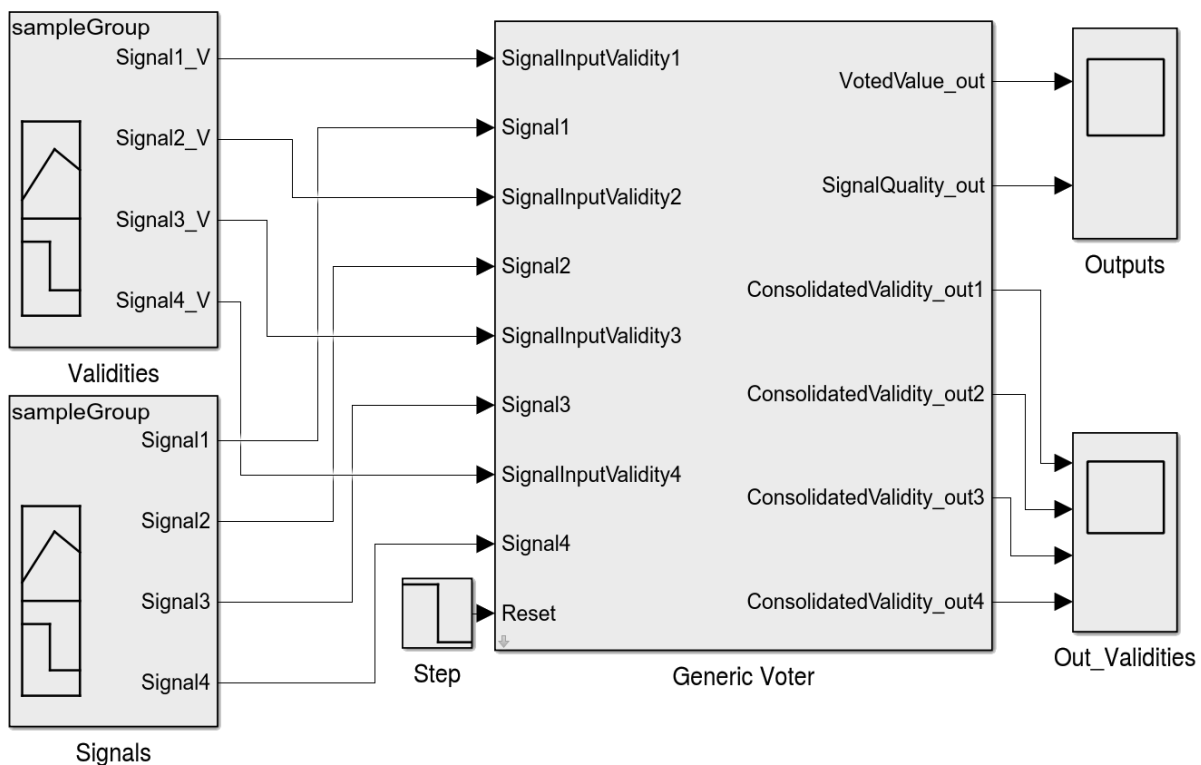 sampleGroup
Signal1_V
Signal2_V
Signal3_V
Signal4_V
Validities
sampleGroup
Signal1
Signal2
Signal3
Signal4
Signals
Step
SignalInputValidity1
Signal1
SignalInputValidity2
Signal2
SignalInputValidity3
Signal3
SignalInputValidity4
Signal4
Reset
VotedValue_out
SignalQuality_out
ConsolidatedValidity_out1
ConsolidatedValidity_out2
ConsolidatedValidity_out3
ConsolidatedValidity_out4
Generic Voter
Outputs
Out_Validities